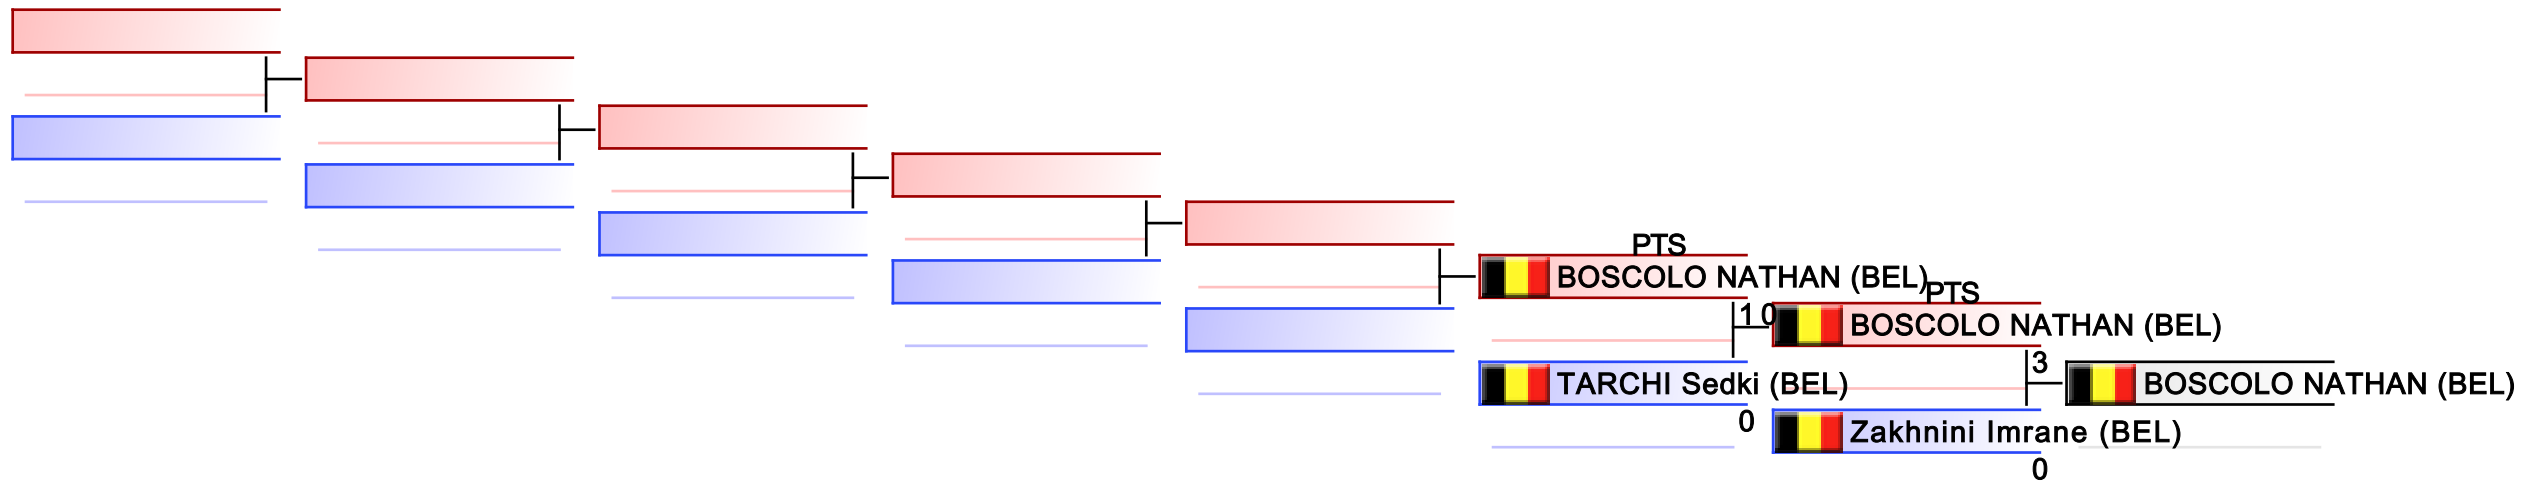 PTS
BOSCOLO NATHAN (BEL)
PTS
10
BOSCOLO NATHAN (BEL)
3
TARCHI Sedki (BEL)
BOSCOLO NATHAN (BEL)
0
Zakhnini Imrane (BEL)
0